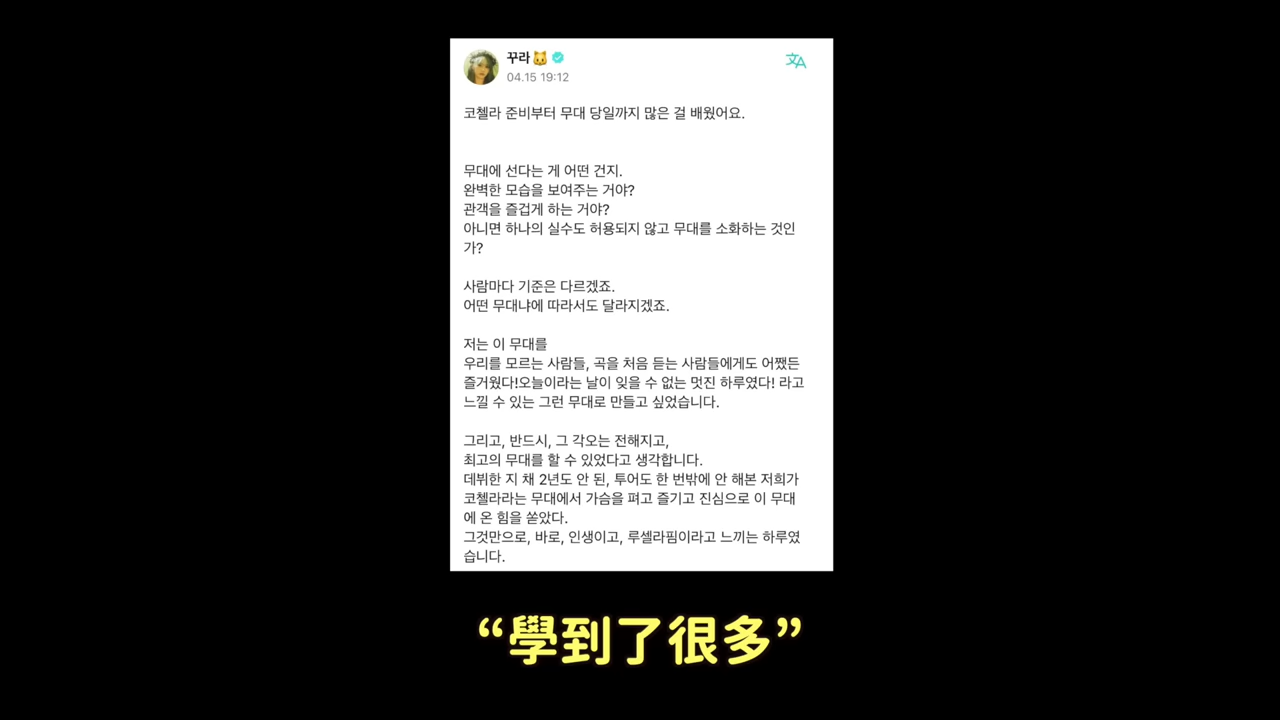 꾸라🐱
04.15 19:12
코첼라 준비부터 무대 당일까지 많은 걸 배웠어요.
무대에 선다는 게 어떤 건지.
완벽한 모습을 보여주는 거야?
관객을 즐겁게 하는 거야?
아니면 하나의 실수도 허용되지 않고 무대를 소화하는 것인
가?
사람마다 기준은 다르겠죠.
어떤 무대냐에 따라서도 달라지겠죠.
저는 이 무대를
우리를 모르는 사람들, 곡을 처음 듣는 사람들에게도 어쨌든
즐거웠다!오늘이라는 날이 잊을 수 없는 멋진 하루였다! 라고
느낄 수 있는 그런 무대로 만들고 싶었습니다.
그리고, 반드시, 그 각오는 전해지고,
최고의 무대를 할 수 있었다고 생각합니다.
데뷔한 지 채 2년도 안 된, 투어도 한 번밖에 안 해본 저희가
코첼라라는 무대에서 가슴을 펴고 즐기고 진심으로 이 무대
에 온 힘을 쏟았다.
그것만으로, 바로, 인생이고, 루셀라핌이라고 느끼는 하루였
습니다.
“學到了很多”